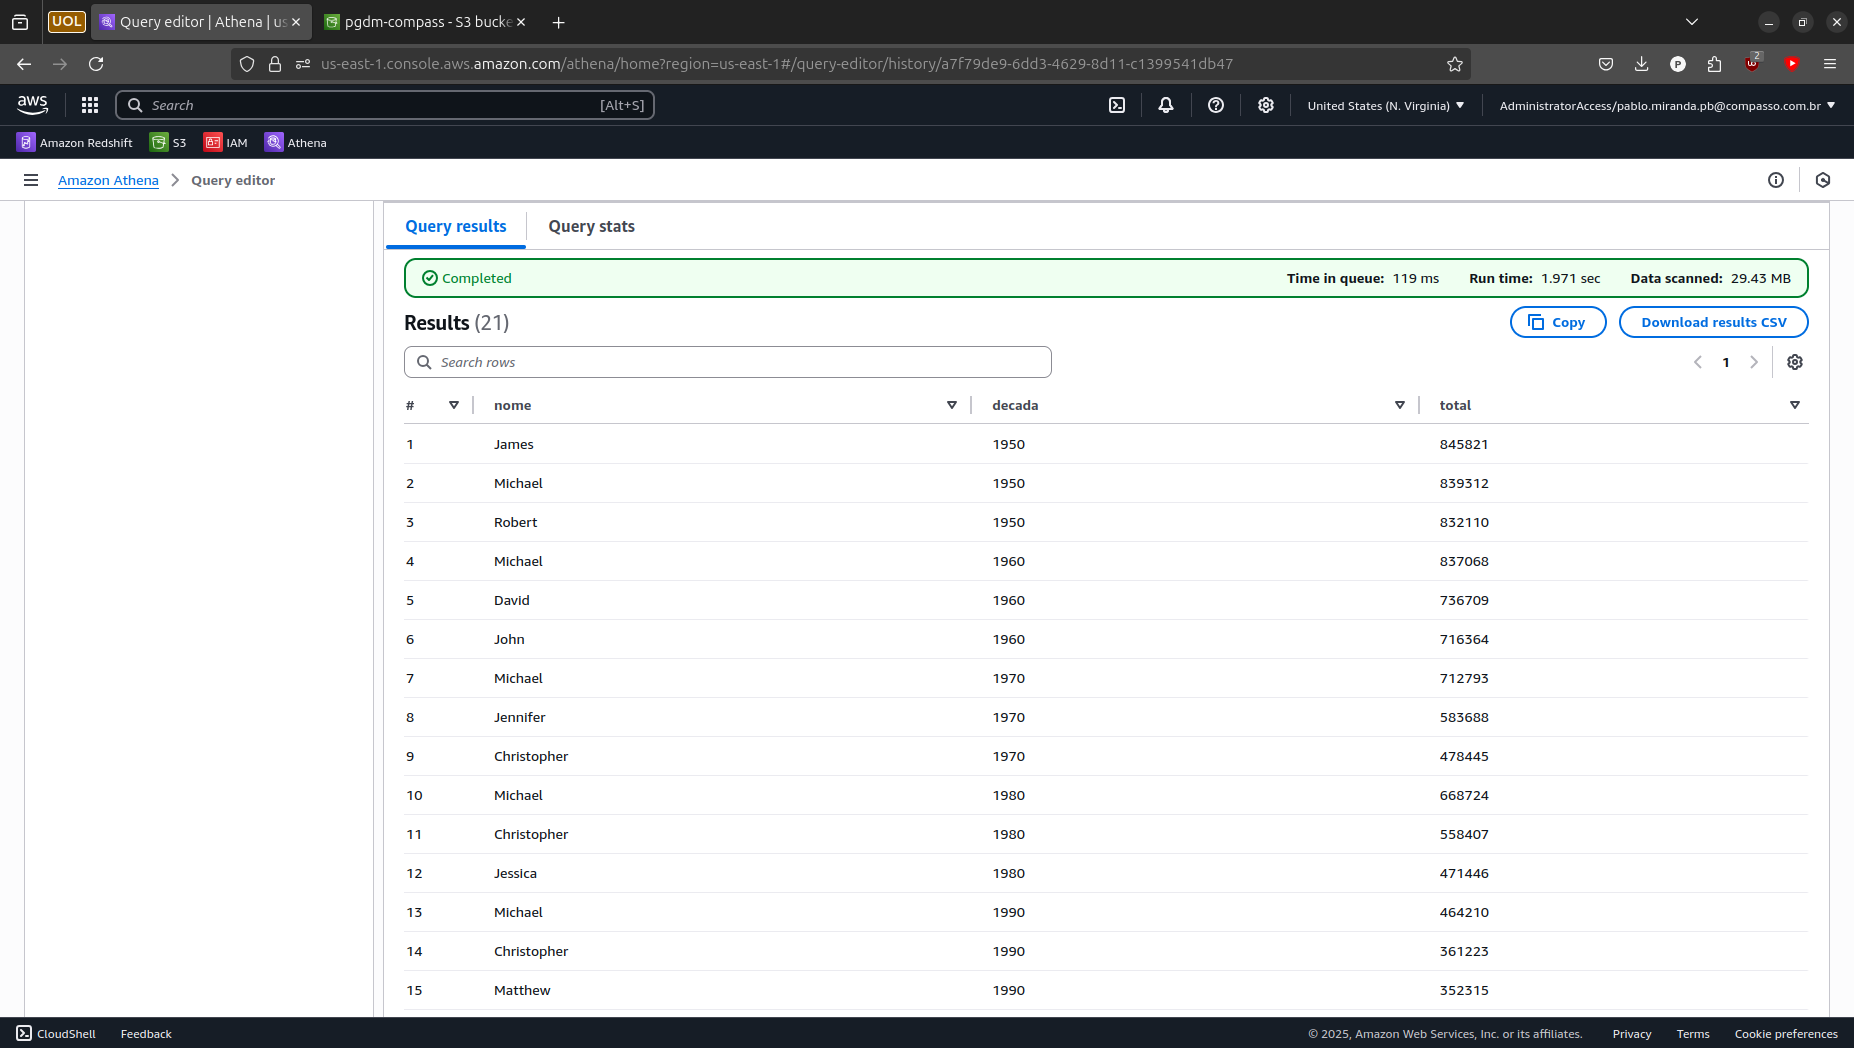 UOL Query editor | Athena | us pgdm-compass - S3 bucke
us-east-1.console.aws.amazon.com/athena/home?region=us-east-1#/query-editor/history/a7f79de9-6dd3-4629-8d11-c1399541db47 P 2
aws Search [Alt+S] United States (N. Virginia) AdministratorAccess/pablo.miranda.pb@compasso.com.br
Amazon Redshift S3 IAM Athena
Amazon Athena Query editor
Query results Query stats
Completed Time in queue: 119 ms Run time: 1.971 sec Data scanned: 29.43 MB
Results (21) Copy Download results CSV
Search rows 1
# nome decada total
1 James 1950 845821
2 Michael 1950 839312
3 Robert 1950 832110
4 Michael 1960 837068
5 David 1960 736709
6 John 1960 716364
7 Michael 1970 712793
8 Jennifer 1970 583688
9 Christopher 1970 478445
10 Michael 1980 668724
11 Christopher 1980 558407
12 Jessica 1980 471446
13 Michael 1990 464210
14 Christopher 1990 361223
15 Matthew 1990 352315
CloudShell Feedback © 2025, Amazon Web Services, Inc. or its affiliates. Privacy Terms Cookie preferences